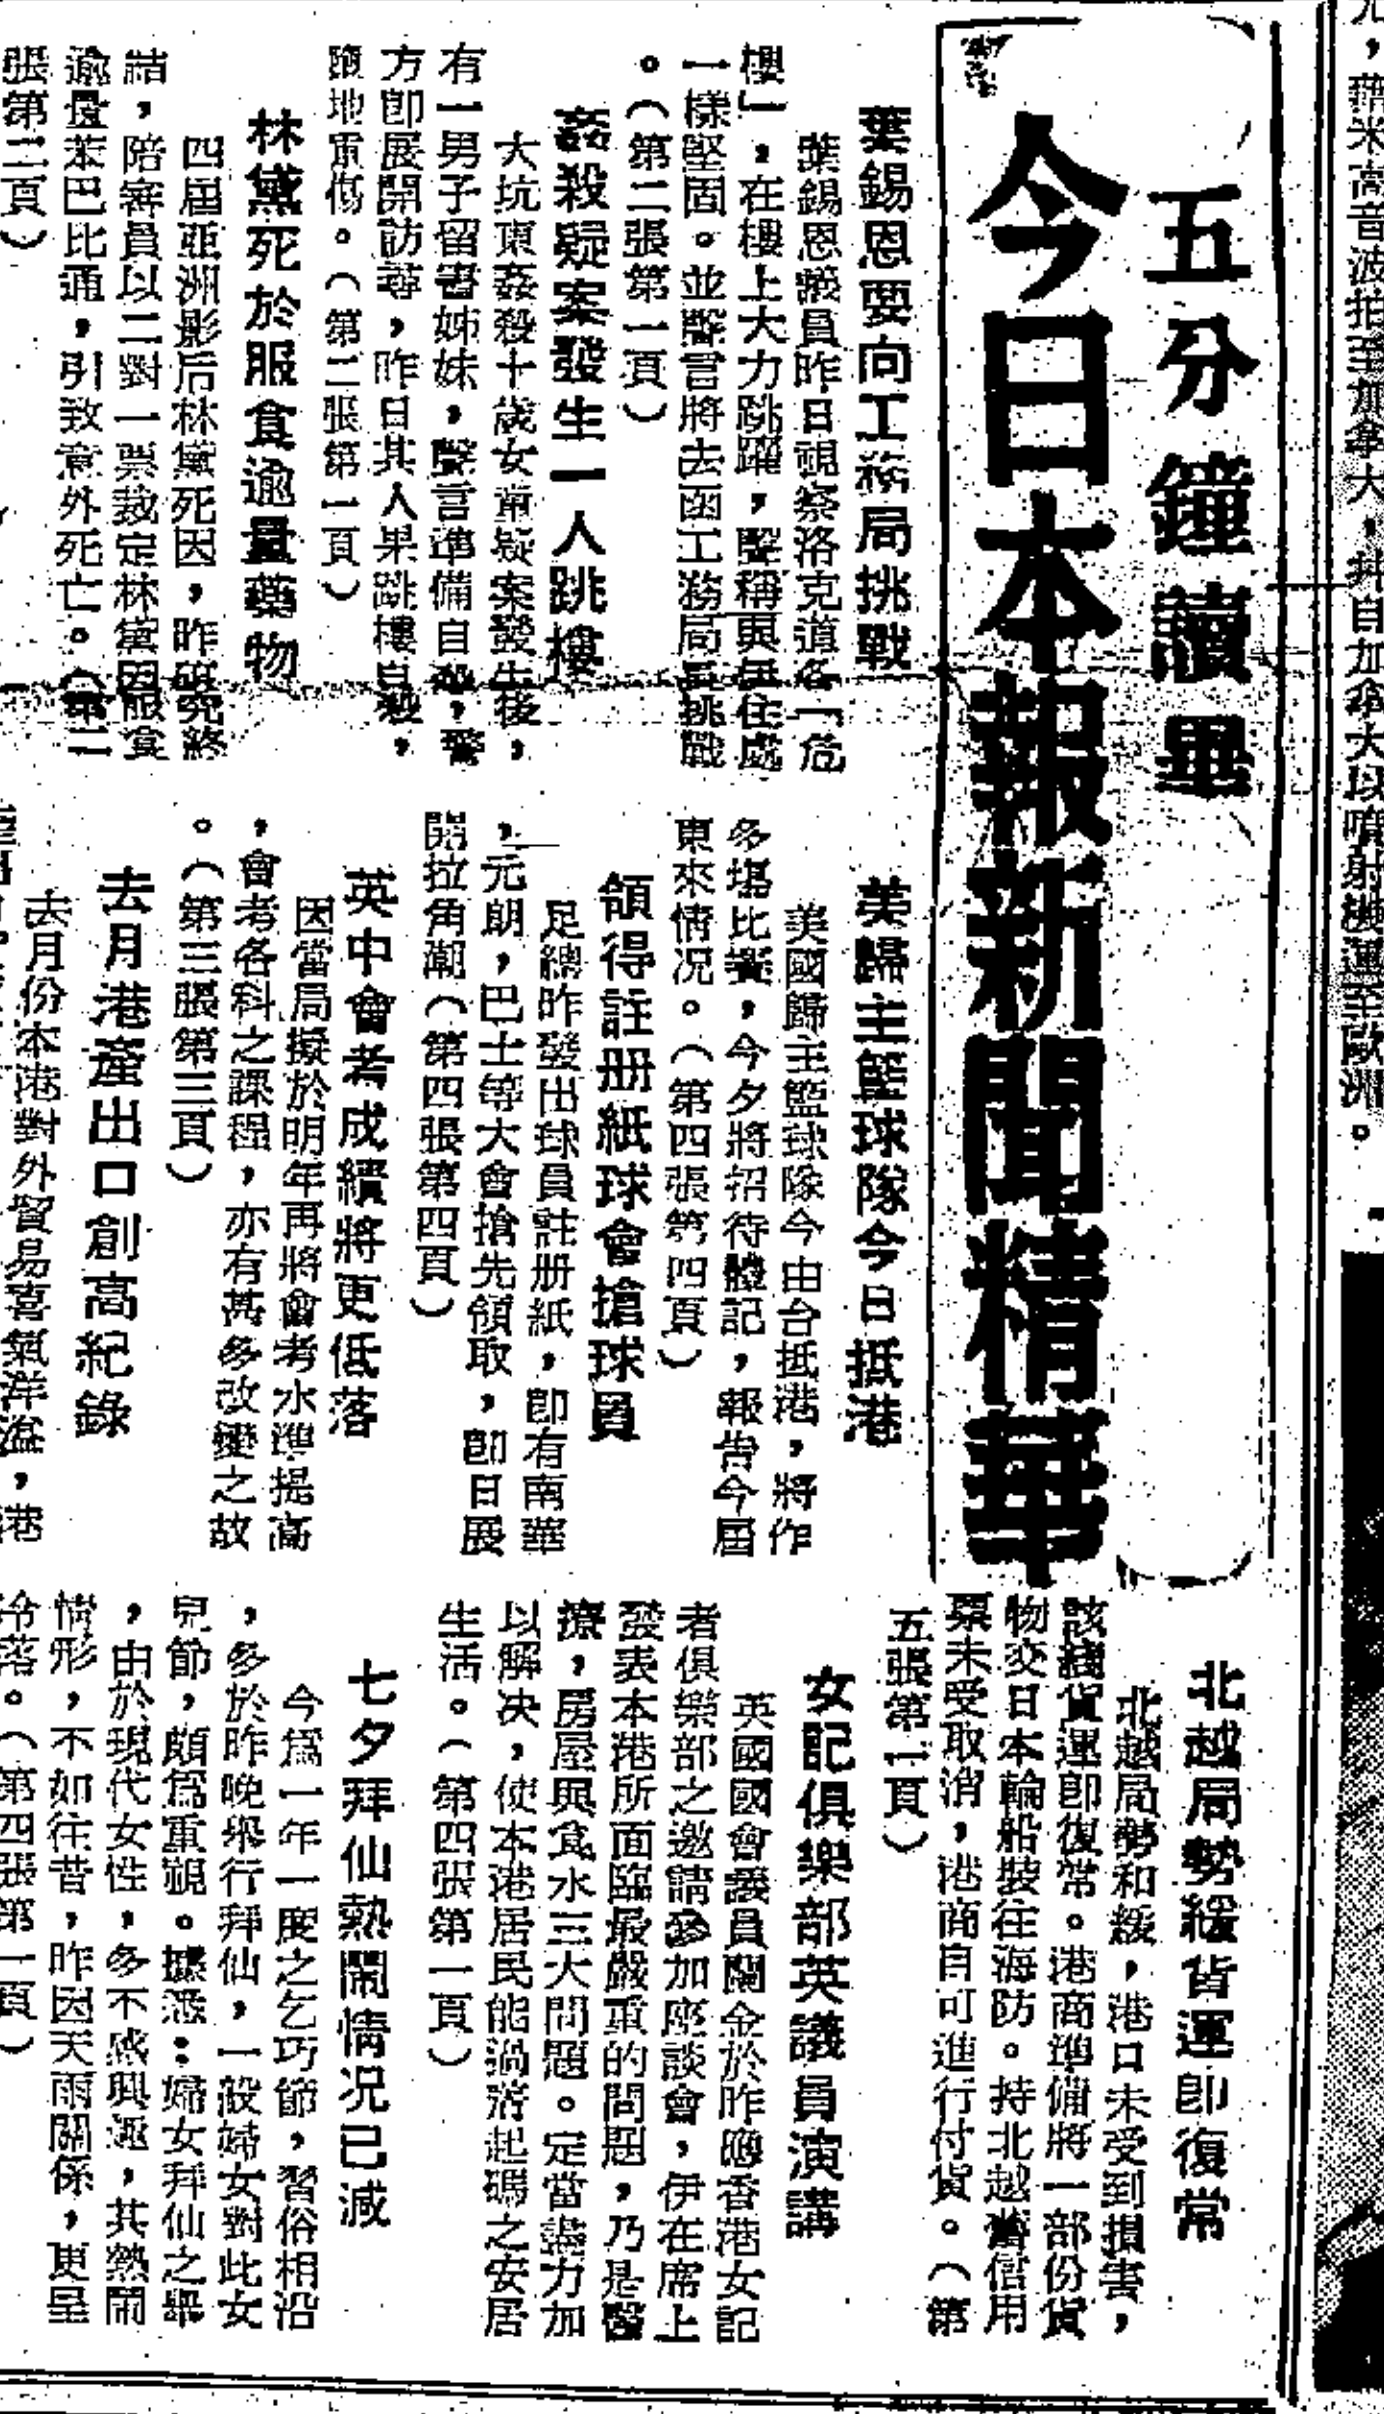 五分鐘讀畢
今日本報新聞精華
葉錫恩要向工務局挑戰
葉錫恩議員昨日視察洛克道各「危
樓」,在樓上大力跳躍,聲稱與無住處
一樣堅固。並聲言將去函工務局長挑戰
。(第二張第一頁)
姦殺疑案發生一人跳樓
大坑東姦殺十歲女童疑案發生後,
有一男子留書姊妹,聲言準備自殺,警
方卽展開訪尋,昨日其人果跳樓自殺,
墮地重傷。(第二張第一頁)
林黛死於服食逾量藥物
四屆亞洲影后林黛死因,昨研究終
結,陪審員以二對一票裁定林黛因服食
逾量苯巴比通,引致意外死亡。(第二
張第二頁)
美歸主籃球隊今日抵港
美國歸主籃球隊今由台抵港,將作
多場比賽,今夕將招待體記,報告今屆
東來情况。(第四張第四頁)
領得註册紙球會搶球員
足總昨發出球員註册紙,卽有南華
,元朗,巴士等大會搶先領取,卽日展
開拉角潮(第四張第四頁)
英中會考成績將更低落
因當局擬於明年再將會考水準提高
,會考各科之課程,亦有甚多改變之故
。(第三張第三頁)
去月港產出口創高紀錄
去月份本港對外貿易喜氣洋溢,港
北越局勢緩貨運卽復常
北越局勢和緩,港口未受到損害,
該綫貨運卽復常。港商準備將一部份貨
物交日本輪船裝往海防。持北越舊信用
票未受取消,港商自可進行付貨。(第
五張第一頁)
女記俱樂部英議員演講
英國國會議員關金於昨應香港女記
者俱樂部之邀請參加座談會,伊在席上
發表本港所面臨最嚴重的問題,乃是醫
療,房屋與食水三大問題。定當盡力加
以解决,使本港居民能過着起碼之安居
生活。(第四張第一頁)
七夕拜仙熱鬧情况已減
今爲一年一度之乞巧節,習俗相沿
,多於昨晚舉行拜仙,一般婦女對此女
兒節,頗爲重視。據悉:婦女拜仙之舉
,由於現代女性,多不感興趣,其熱鬧
情形,不如往昔,昨因天雨關係,更呈
冷落。(第四張第一頁)